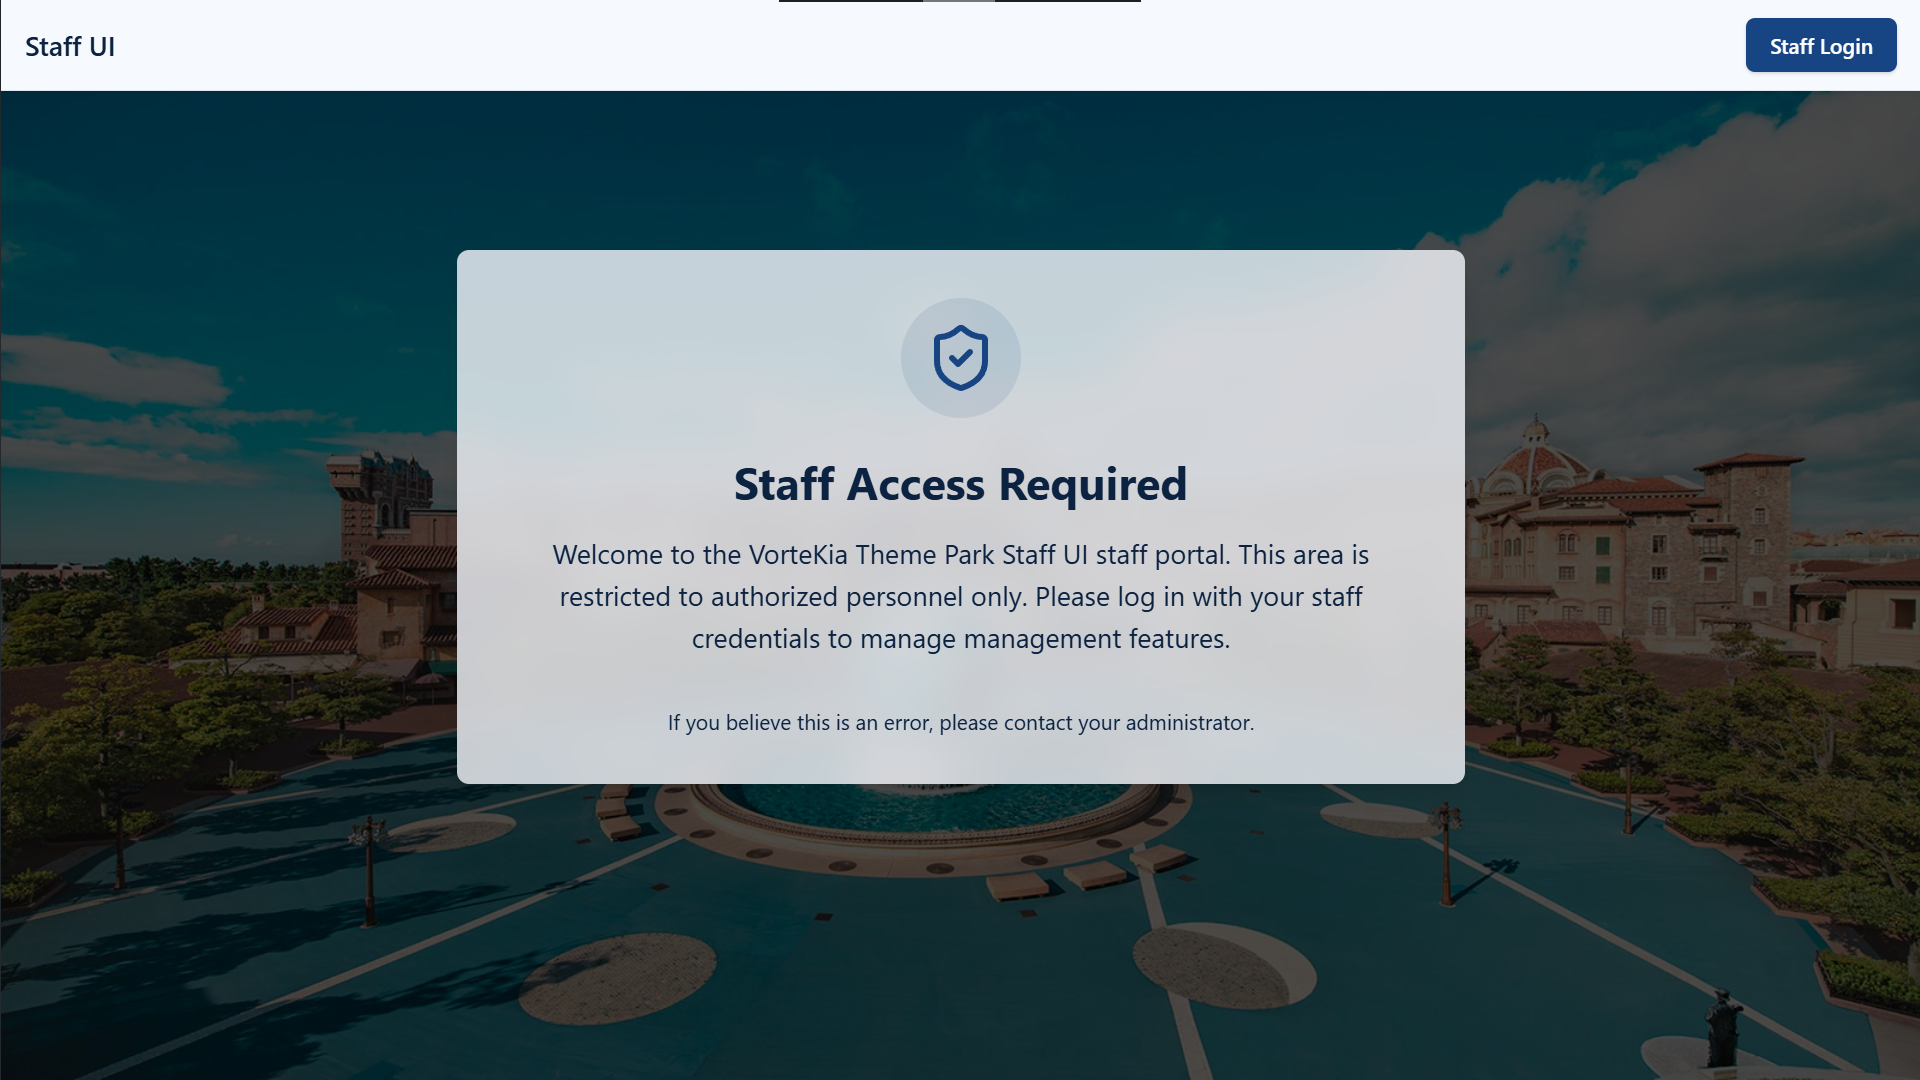 Staff UI
Staff Login
Staff Access Required
Welcome to the VorteKia Theme Park Staff UI staff portal. This area is
restricted to authorized personnel only. Please log in with your staff
credentials to manage management features.
If you believe this is an error, please contact your administrator.